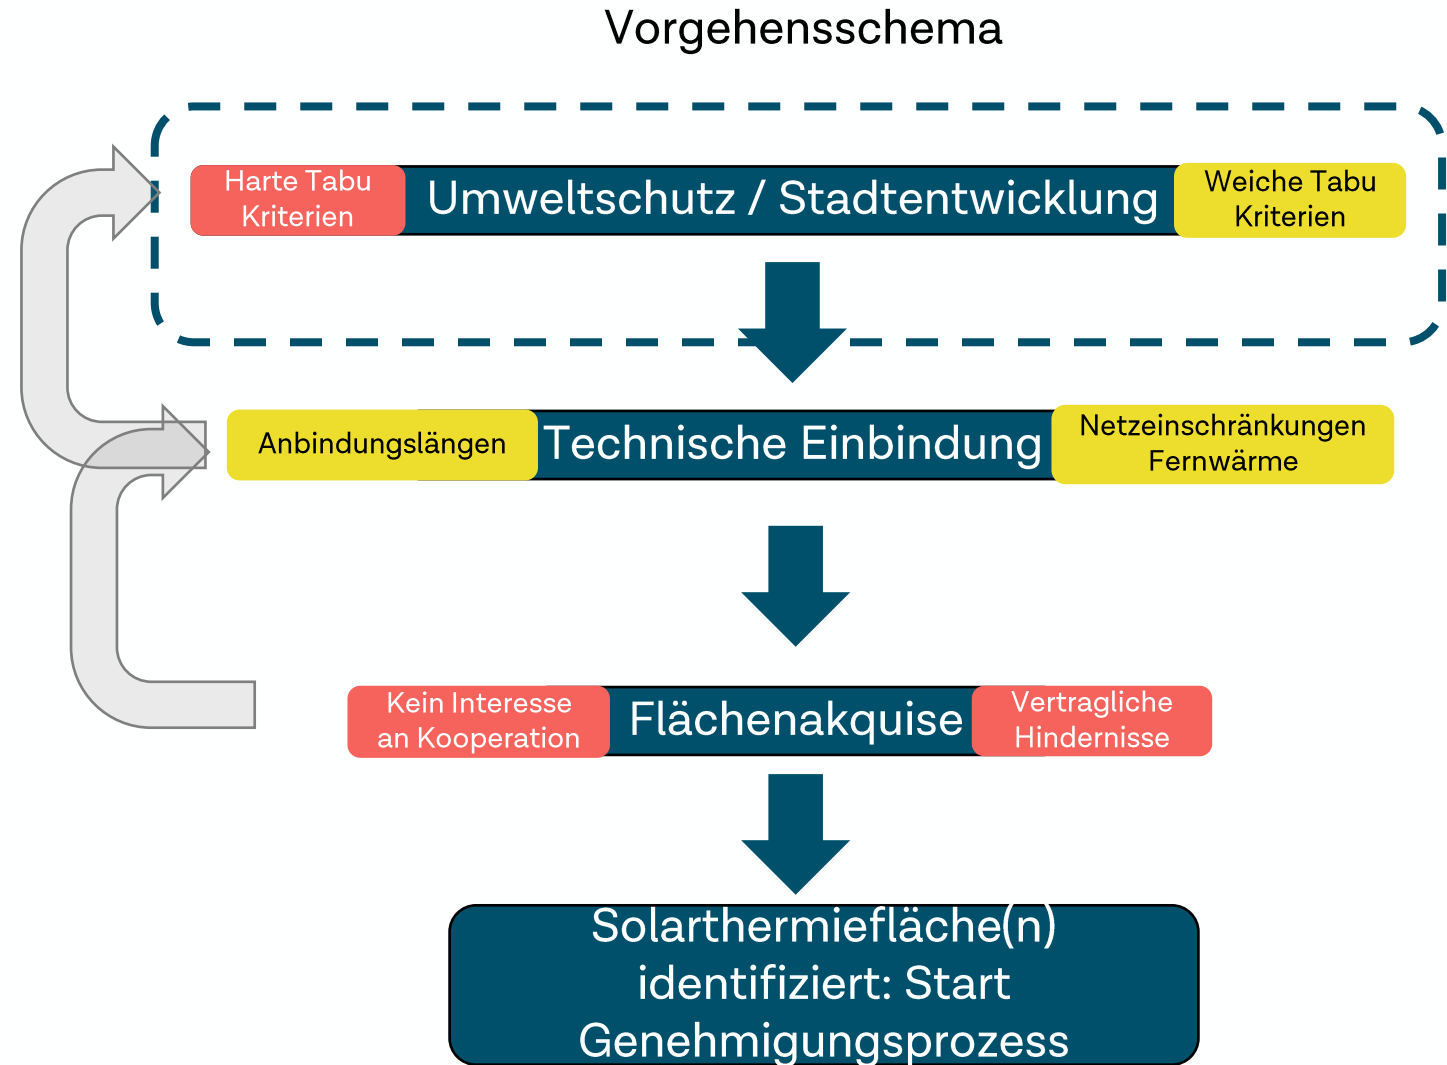 Vorgehensschema
Harte Tabu
Kriterien
Umweltschutz / Stadtentwicklung
Weiche Tabu
Kriterien
Anbindungslängen
Technische Einbindung
Netzeinschränkungen
Fernwärme
Kein Interesse
an Kooperation
Flächenakquise
Vertragliche
Hindernisse
Solarthermiefläche(n)
identifiziert: Start
Genehmigungsprozess